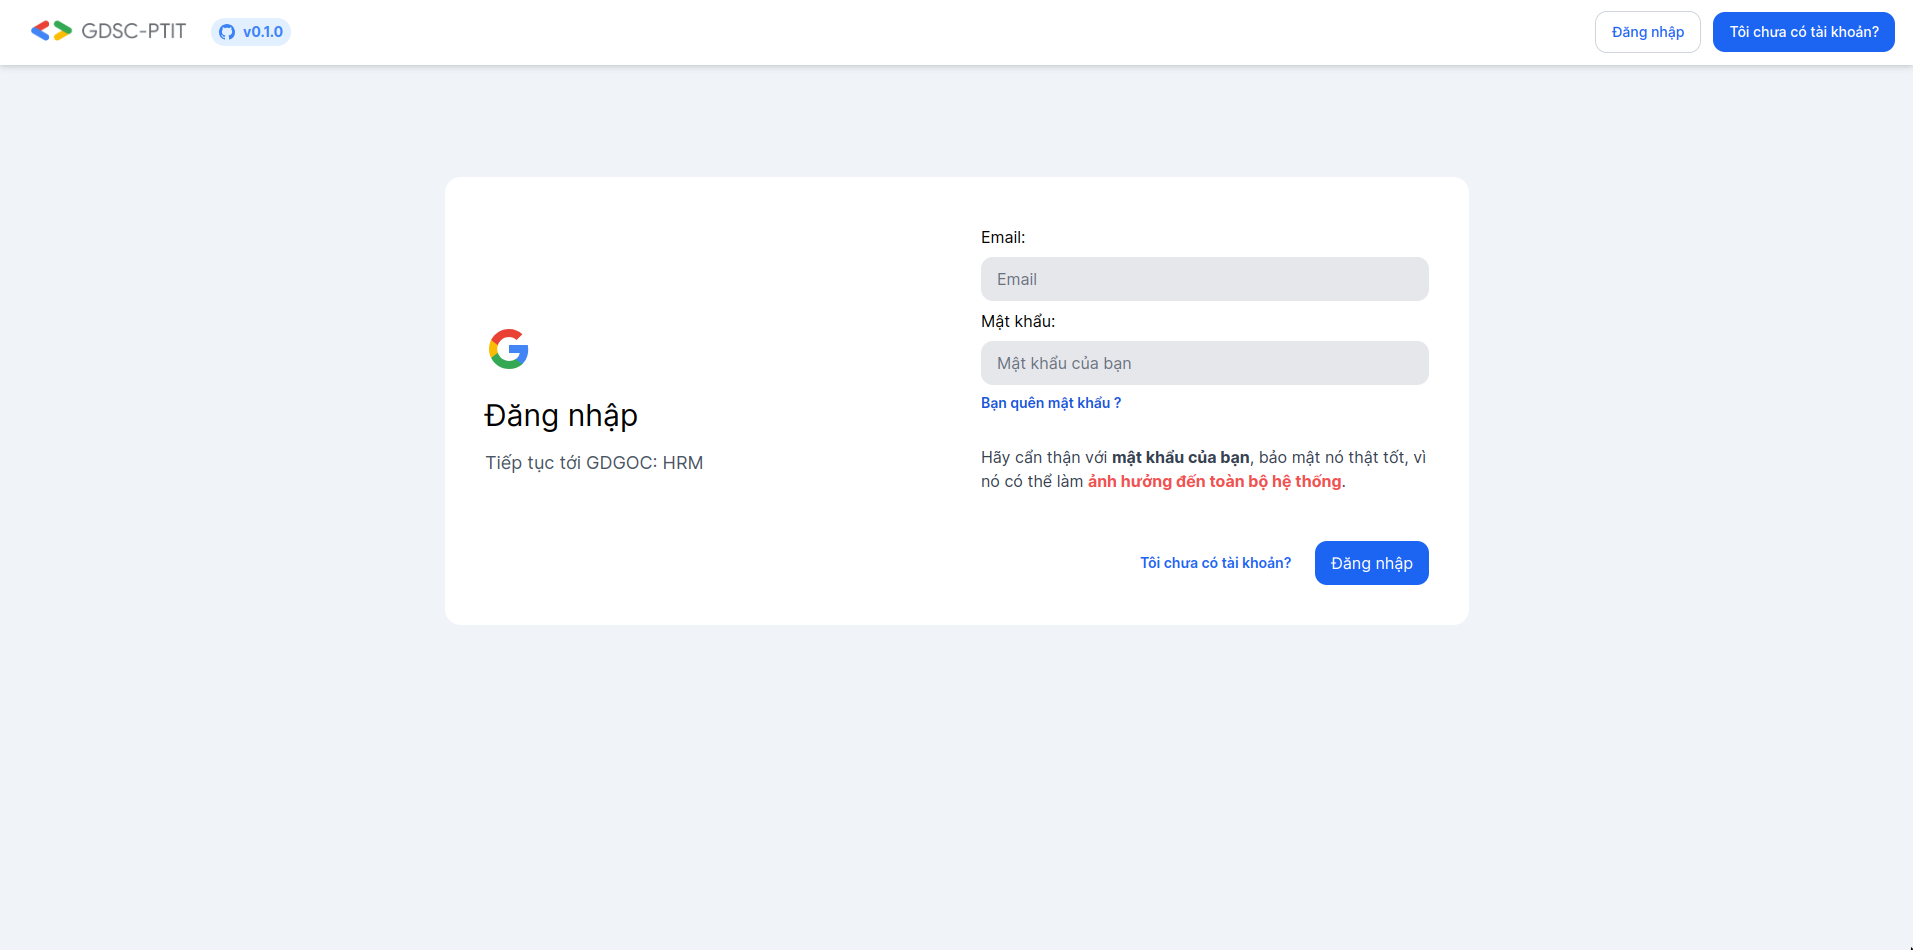 GDSC-PTIT
v0.1.0
Đăng nhập
Tôi chưa có tài khoản?
Đăng nhập
Tiếp tục tới GDGOC: HRM
Email:
Email
Mật khẩu:
Mật khẩu của bạn
Bạn quên mật khẩu ?
Hãy cẩn thận với mật khẩu của bạn, bảo mật nó thật tốt, vì
nó có thể làm ảnh hưởng đến toàn bộ hệ thống.
Tôi chưa có tài khoản?
Đăng nhập